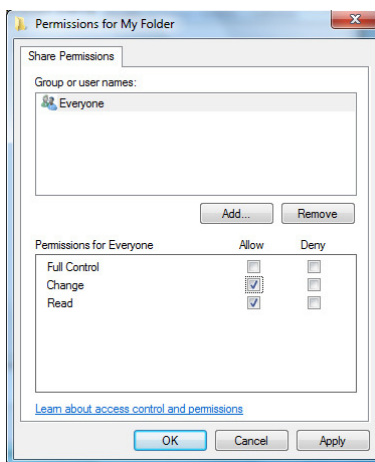 Permissions for My Folder
Share Permissions
Group or user names:
Everyone
Add... Remove
Permissions for Everyone Allow Deny
Full Control
Change
Read
Learn about access control and permissions
OK Cancel Apply